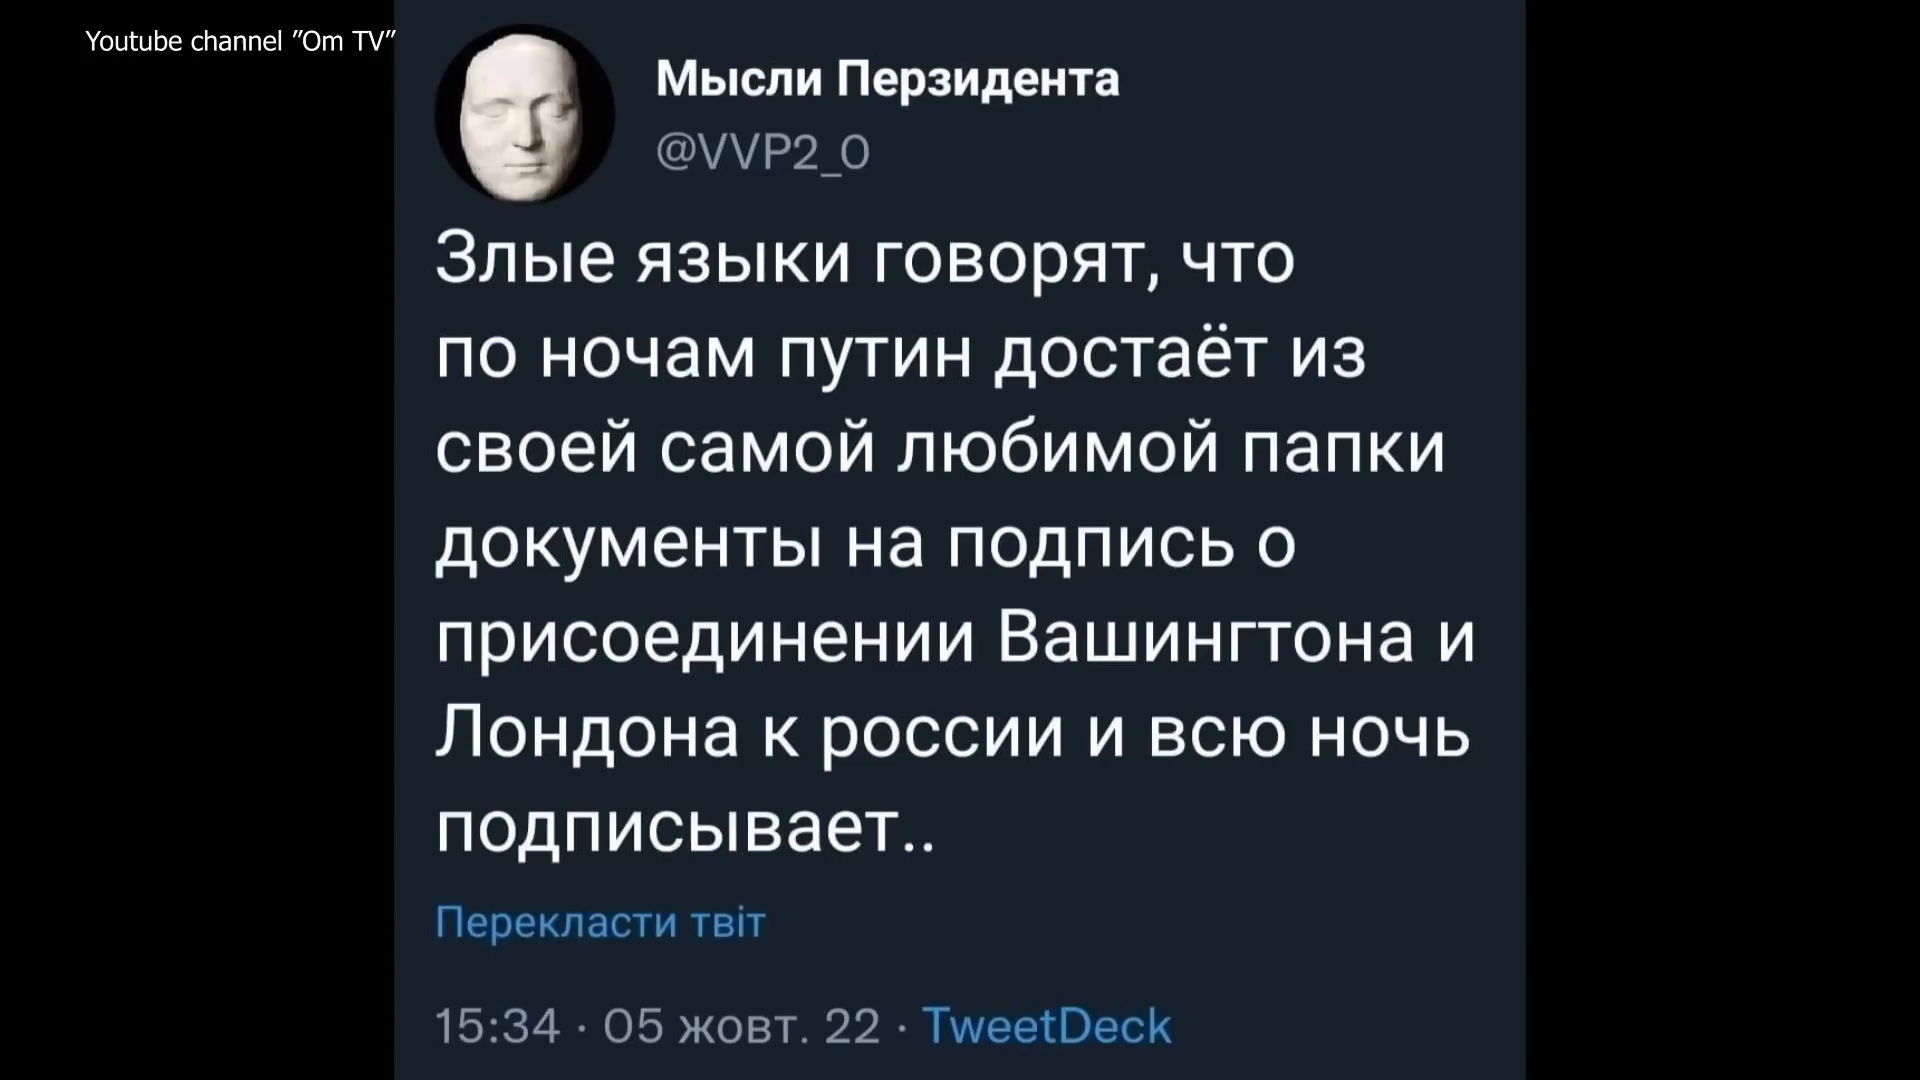 Youtube channel ”Om TV”
Мысли Перзидента
@VVP2_0
Злые языки говорят, что
по ночам путин достаёт из
своей самой любимой папки
документы на подпись о
присоединении Вашингтона и
Лондона к россии и всю ночь
подписывает..
Перекласти твіт
15:34 · 05 жовт. 22 · TweetDeck